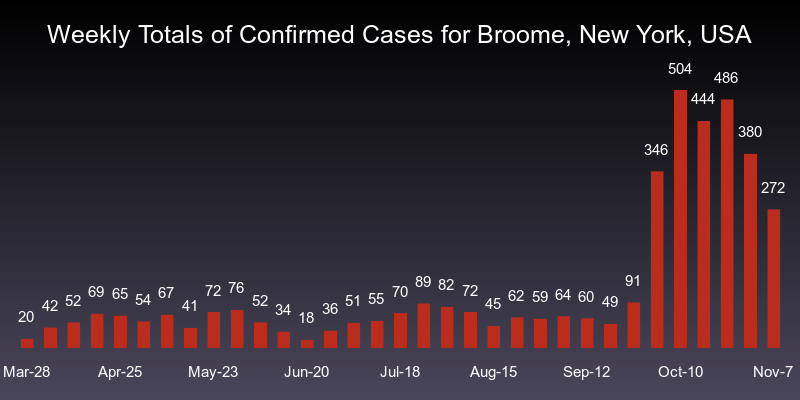 Weekly Totals of Confirmed Cases for Broome, New York, USA
20 42 52 69 65 54 67 41 72 76 52 34 18 36 51 55 70 89 82 72 45 62 59 64 60 49 91 346 504 444 486 380 272
Mar-28 Apr-25 May-23 Jun-20 Jul-18 Aug-15 Sep-12 Oct-10 Nov-7